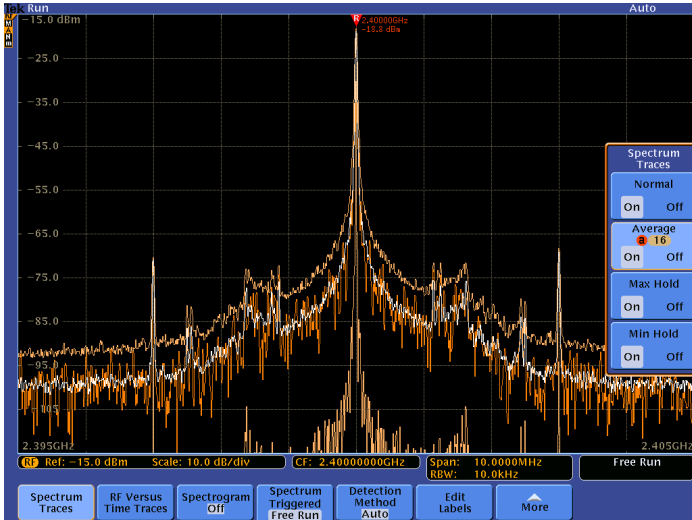 Tek Run
Auto
-15.0 dBm
R
2.40000GHz
-18.8 dBm
-25.0
-35.0
-45.0
-55.0
-65.0
-75.0
-85.0
-95.0
-105
2.395GHz
2.405GHz
Spectrum
Traces
Normal
On Off
Average
a 16
On Off
Max Hold
On Off
Min Hold
On Off
RF Ref: -15.0 dBm Scale: 10.0 dB/div
CF: 2.40000000GHz
Span: 10.0000MHz
RBW: 10.0kHz
Free Run
Spectrum
Traces
RF Versus
Time Traces
Spectrogram
Off
Spectrum
Triggered
Free Run
Detection
Method
Auto
Edit
Labels
More